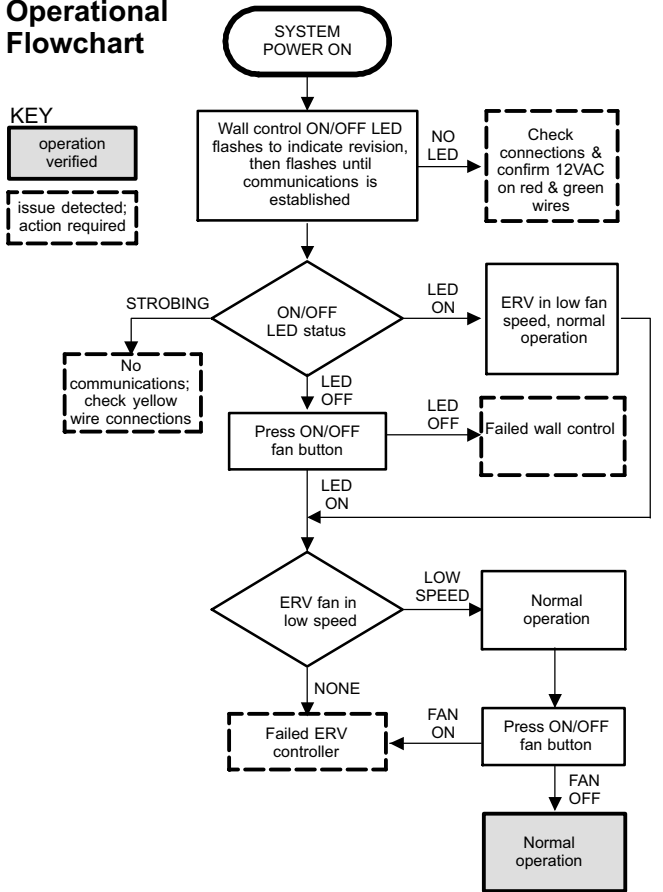 Operational
Flowchart
SYSTEM
POWER ON
KEY
operation
verified
issue detected;
action required
Wall control ON/OFF LED
flashes to indicate revision,
then flashes until
communications is
established
NO
LED
Check
connections &
confirm 12VAC
on red & green
wires
STROBING
ON/OFF
LED status
LED
ON
ERV in low fan
speed, normal
operation
No
communications;
check yellow
wire connections
LED
OFF
Press ON/OFF
fan button
LED
OFF
Failed wall control
LED
ON
ERV fan in
low speed
LOW
SPEED
Normal
operation
NONE
Failed ERV
controller
FAN
ON
Press ON/OFF
fan button
FAN
OFF
Normal
operation